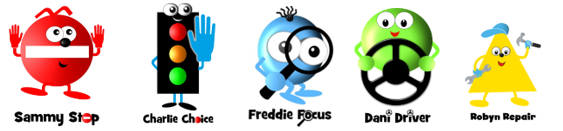 Sammy Stop
Charlie Choice
Freddie Focus
Dani Driver
Robyn Repair